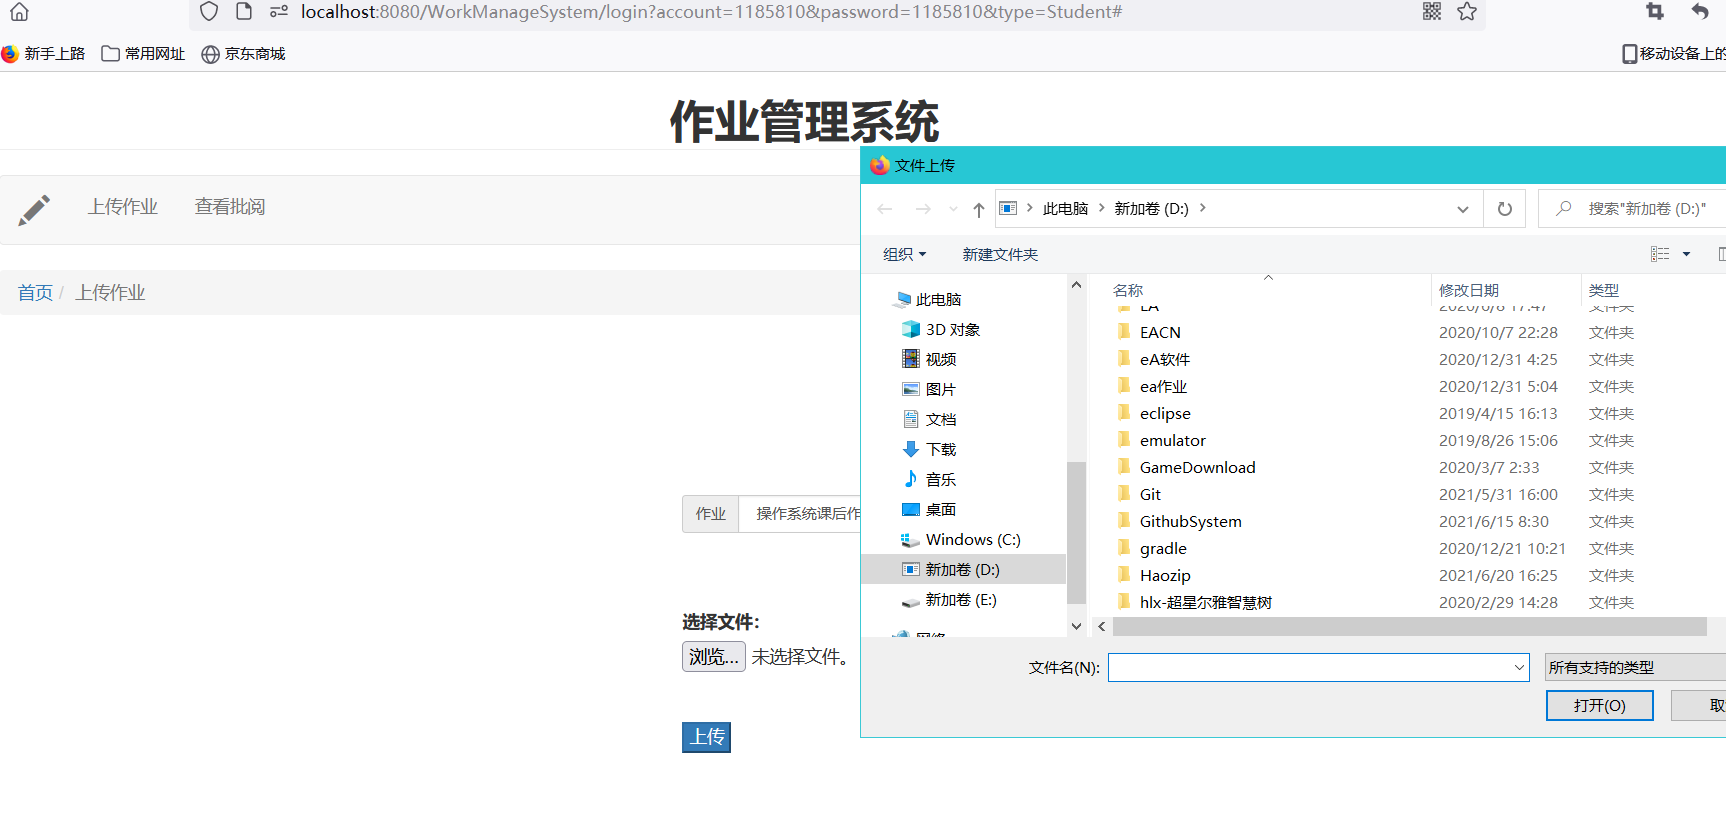 localhost:8080/WorkManageSystem/login?account=1185810&password=1185810&type=Student#
新手上路 常用网址 京东商城 移动设备上的
作业管理系统
上传作业 查看批阅
首页 / 上传作业
作业 操作系统课后作
选择文件：
浏览... 未选择文件。
上传
文件上传
此电脑 新加卷 (D:) 搜索"新加卷 (D:)"
组织 新建文件夹
此电脑
3D 对象
视频
图片
文档
下载
音乐
桌面
Windows (C:)
新加卷 (D:)
新加卷 (E:)
网络
名称 修改日期 类型
EA 2020/6/8 17:47 文件夹
EACN 2020/10/7 22:28 文件夹
eA软件 2020/12/31 4:25 文件夹
ea作业 2020/12/31 5:04 文件夹
eclipse 2019/4/15 16:13 文件夹
emulator 2019/8/26 15:06 文件夹
GameDownload 2020/3/7 2:33 文件夹
Git 2021/5/31 16:00 文件夹
GithubSystem 2021/6/15 8:30 文件夹
gradle 2020/12/21 10:21 文件夹
Haozip 2021/6/20 16:25 文件夹
hlx-超星尔雅智慧树 2020/2/29 14:28 文件夹
文件名(N): 所有支持的类型
打开(O) 取